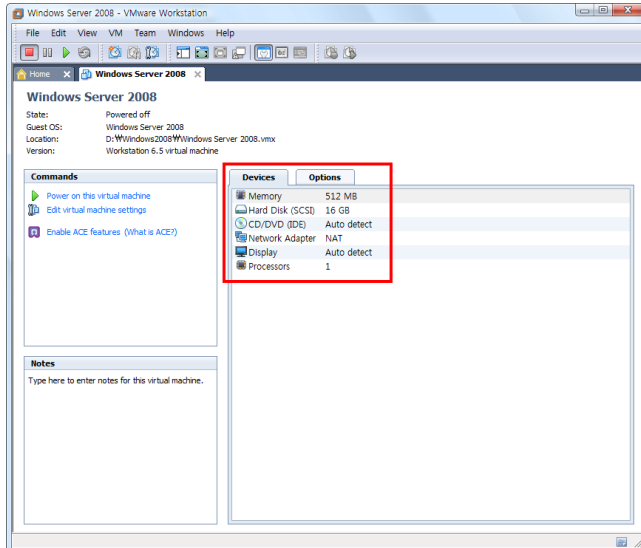 Windows Server 2008 - VMware Workstation
File Edit View VM Team Windows Help
Home Windows Server 2008
Windows Server 2008
State: Powered off
Guest OS: Windows Server 2008
Location: D:₩Windows2008₩Windows Server 2008.vmx
Version: Workstation 6.5 virtual machine
Commands
Power on this virtual machine
Edit virtual machine settings
Enable ACE features (What is ACE?)
Devices Options
Memory 512 MB
Hard Disk (SCSI) 16 GB
CD/DVD (IDE) Auto detect
Network Adapter NAT
Display Auto detect
Processors 1
Notes
Type here to enter notes for this virtual machine.